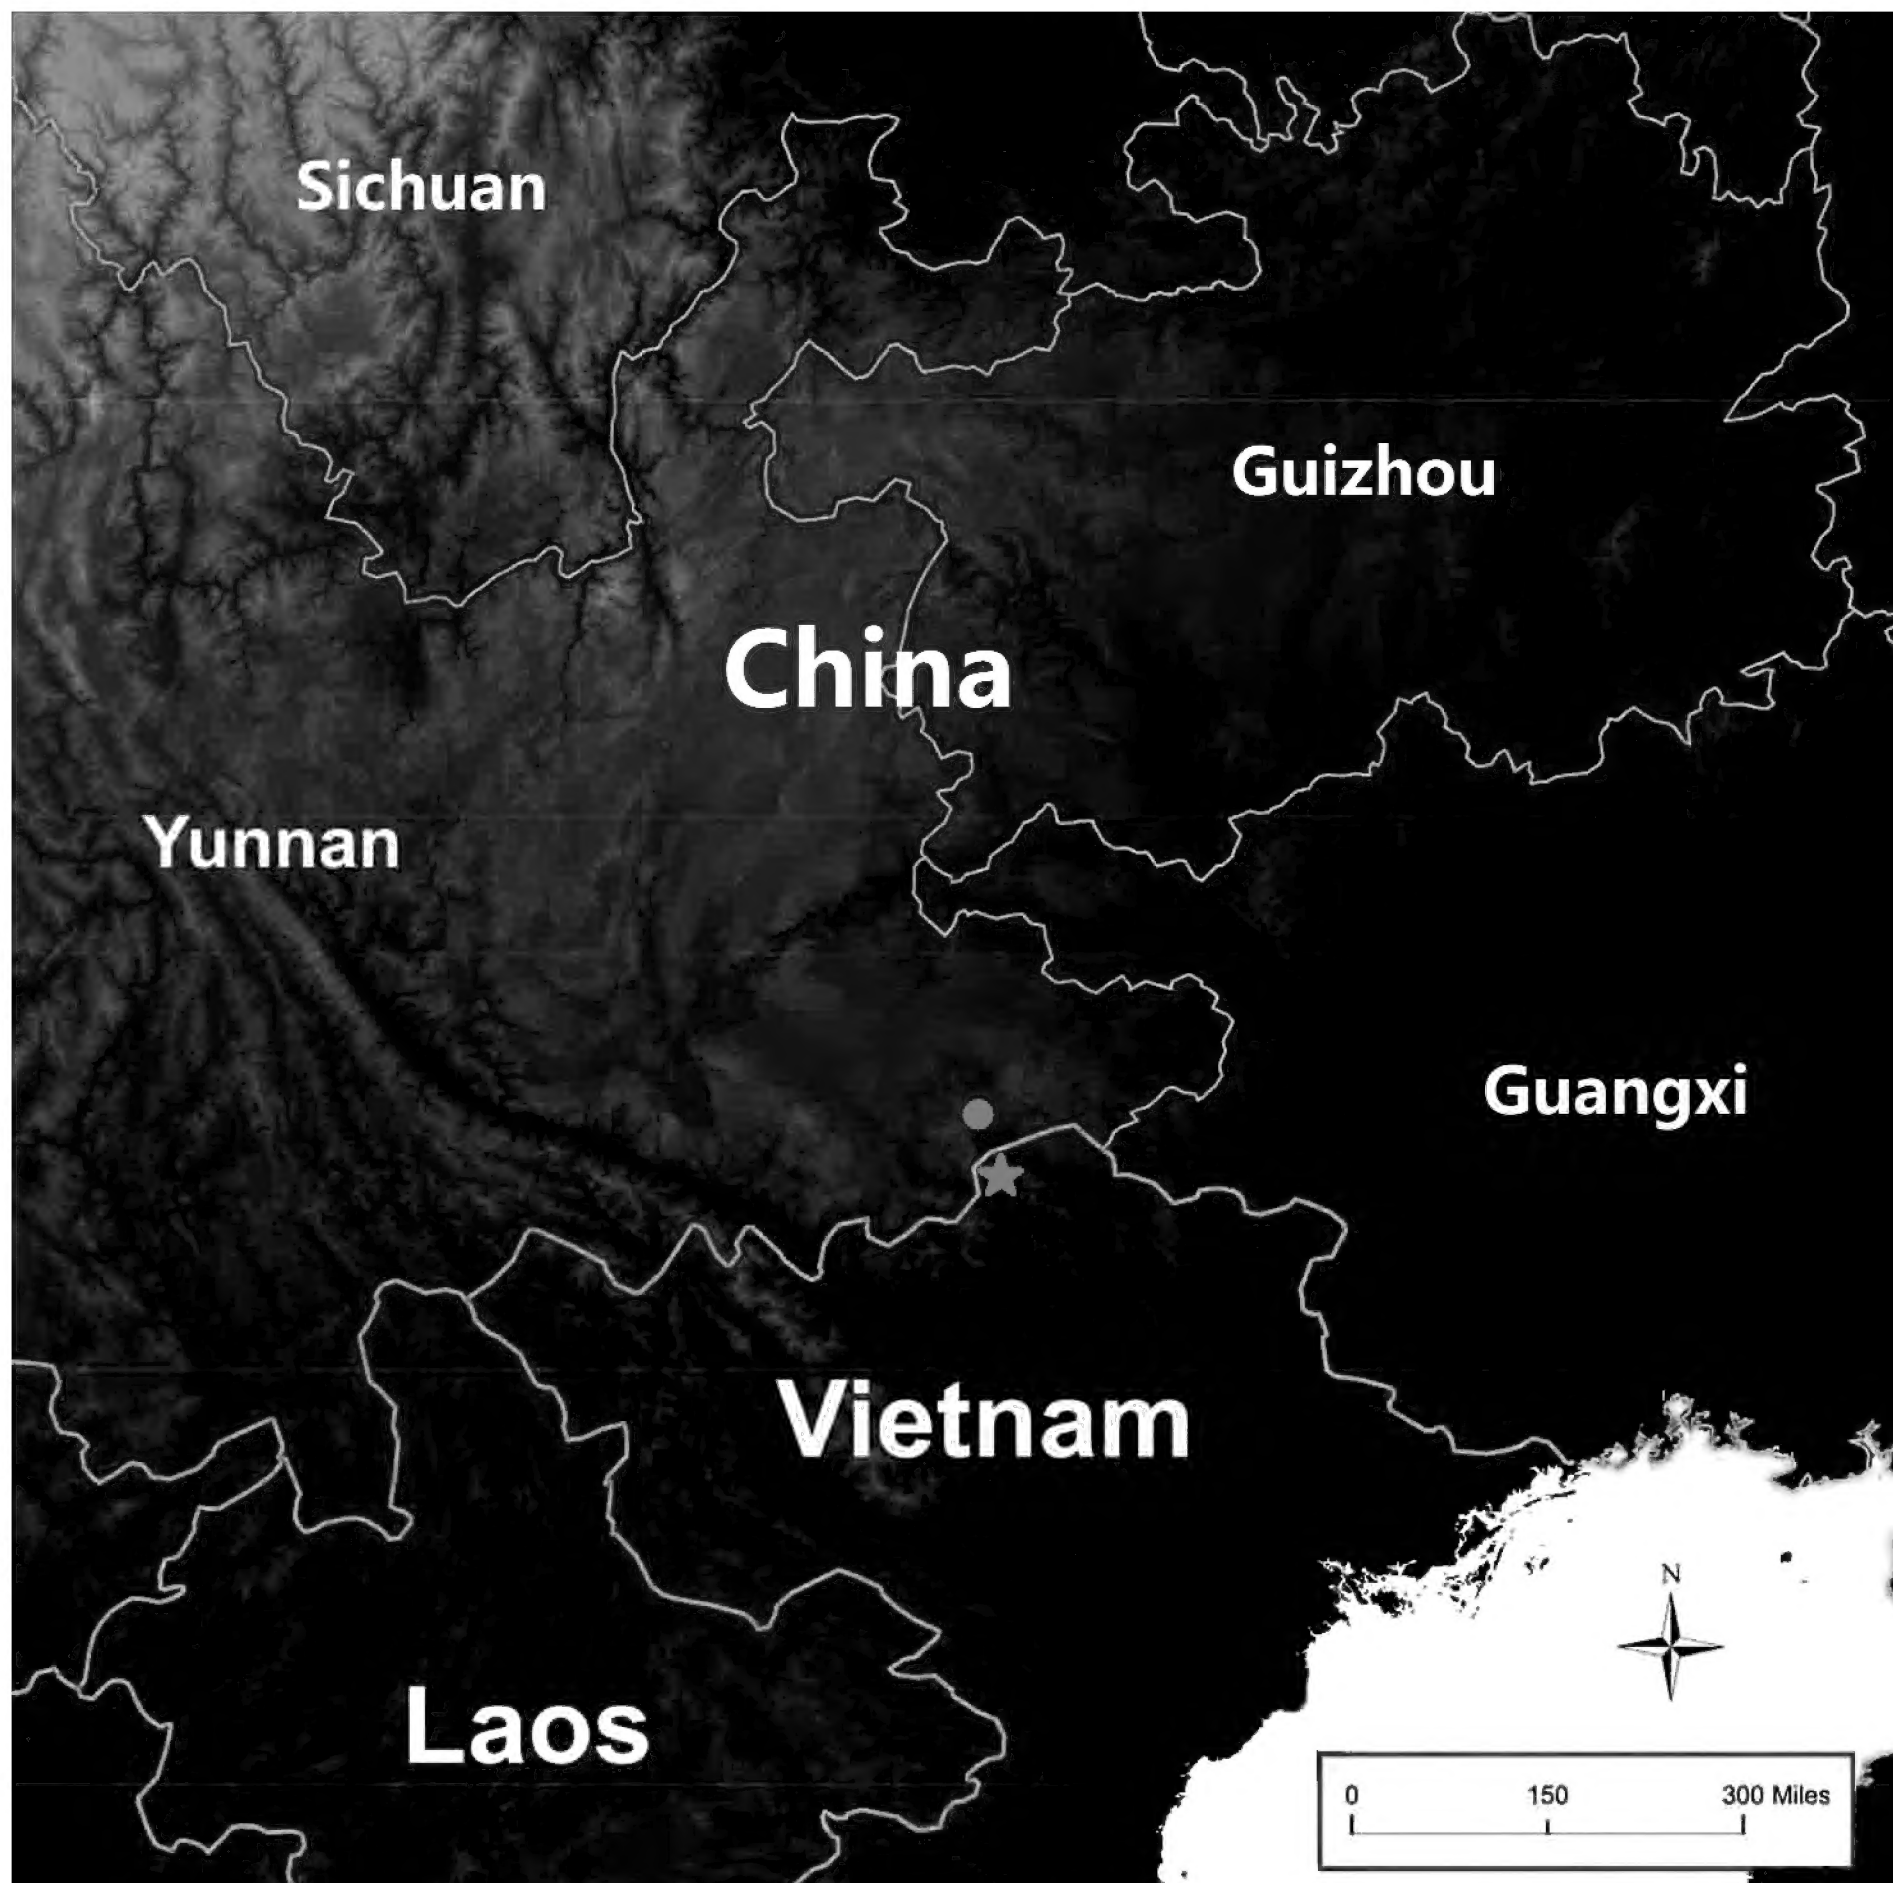 Sichuan
Guizhou
China
Yunnan
Guangxi
Vietnam
N
Laos
0 150 300 Miles